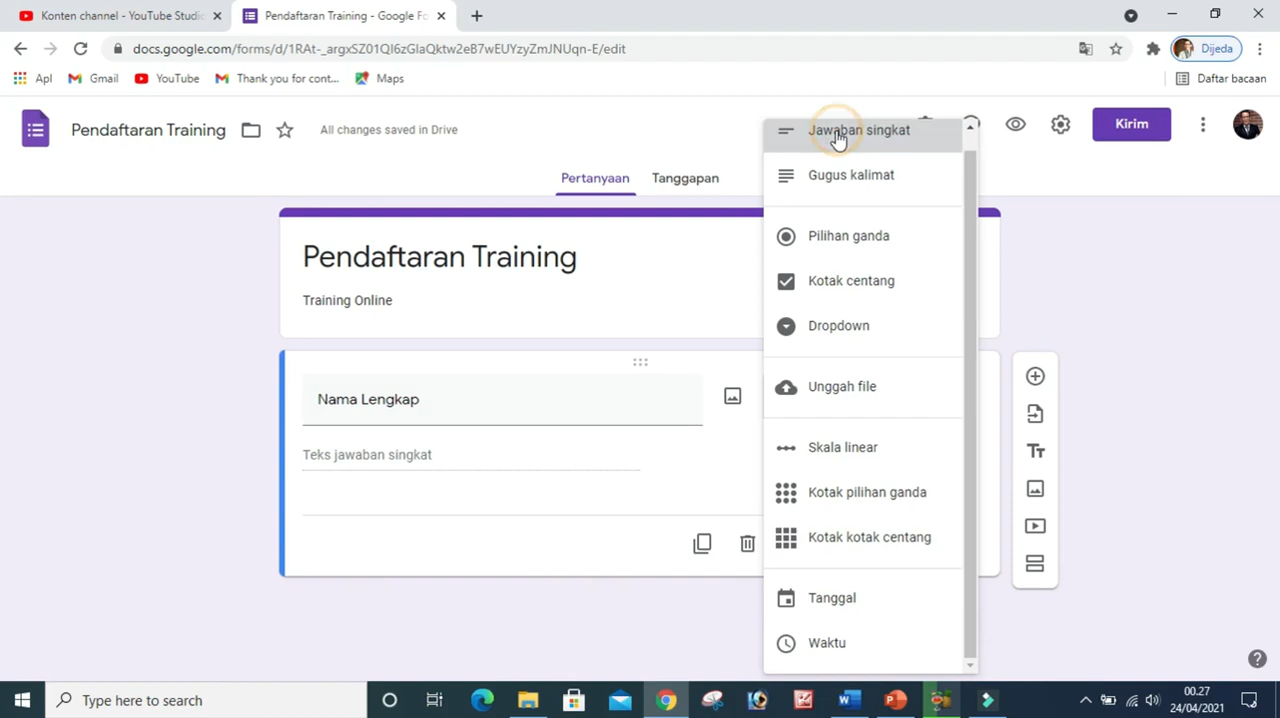 Konten channel - YouTube Studio
Pendaftaran Training - Google Fo
docs.google.com/forms/d/1RAt-_argxSZ01QI6zGlaQktw2eB7wEUYzyZmJNUqn-E/edit
Dijeda
Apl
Gmail
YouTube
Thank you for cont...
Maps
Daftar bacaan
Pendaftaran Training
All changes saved in Drive
Kirim
Pertanyaan
Tanggapan
Pendaftaran Training
Training Online
Nama Lengkap
Teks jawaban singkat
Jawaban singkat
Gugus kalimat
Pilihan ganda
Kotak centang
Dropdown
Unggah file
Skala linear
Kotak pilihan ganda
Kotak kotak centang
Tanggal
Waktu
Type here to search
00.27
24/04/2021